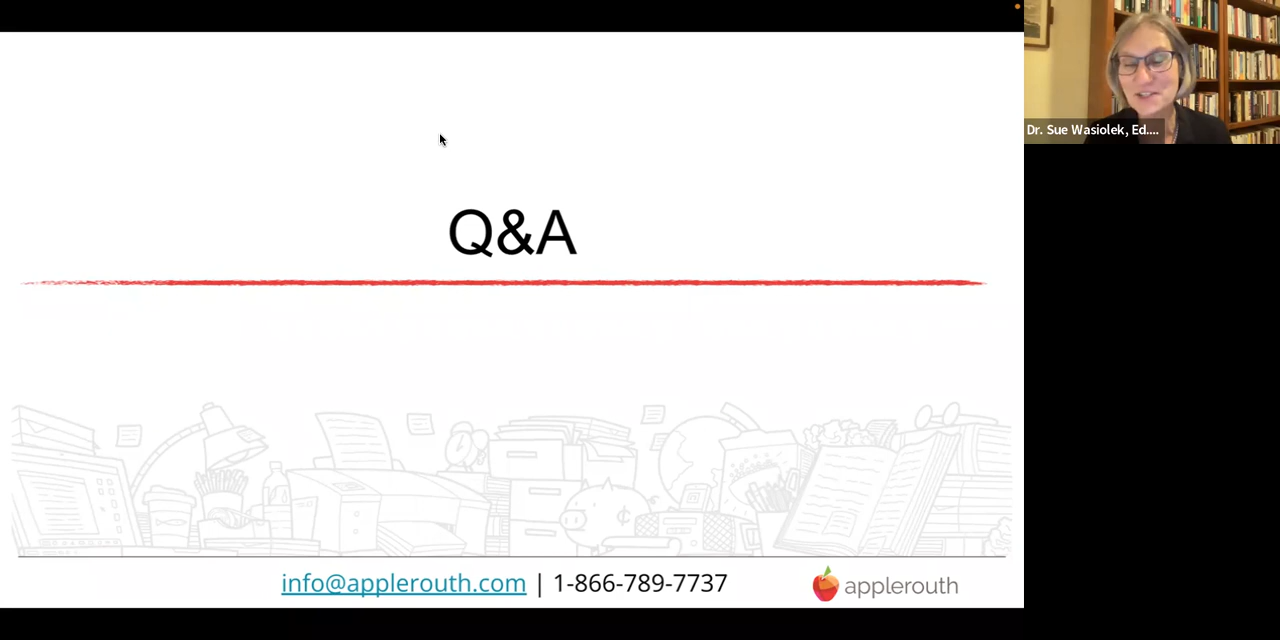 Dr. Sue Wasiolek, Ed....
Q&A
info@applerouth.com | 1-866-789-7737
applerouth